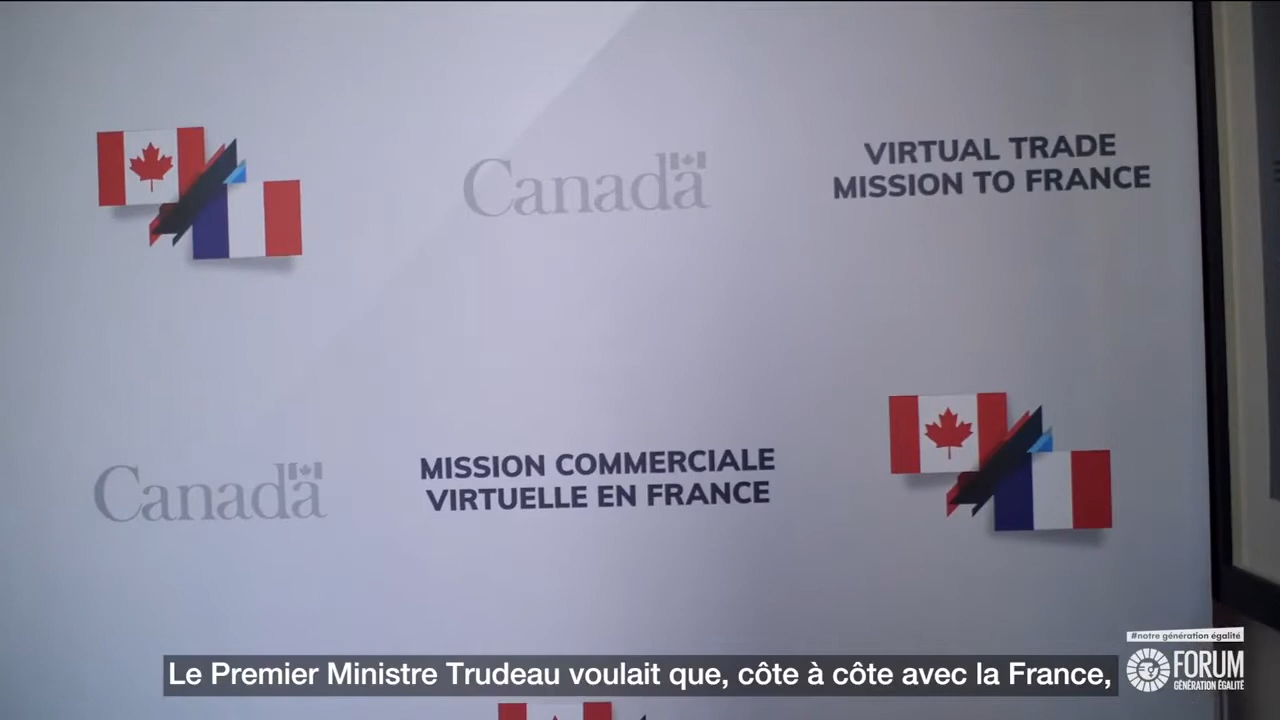 Canada
VIRTUAL TRADE
MISSION TO FRANCE
Canada
MISSION COMMERCIALE
VIRTUELLE EN FRANCE
#notre génération égalité
FORUM
GÉNÉRATION ÉGALITÉ
Le Premier Ministre Trudeau voulait que, côte à côte avec la France,